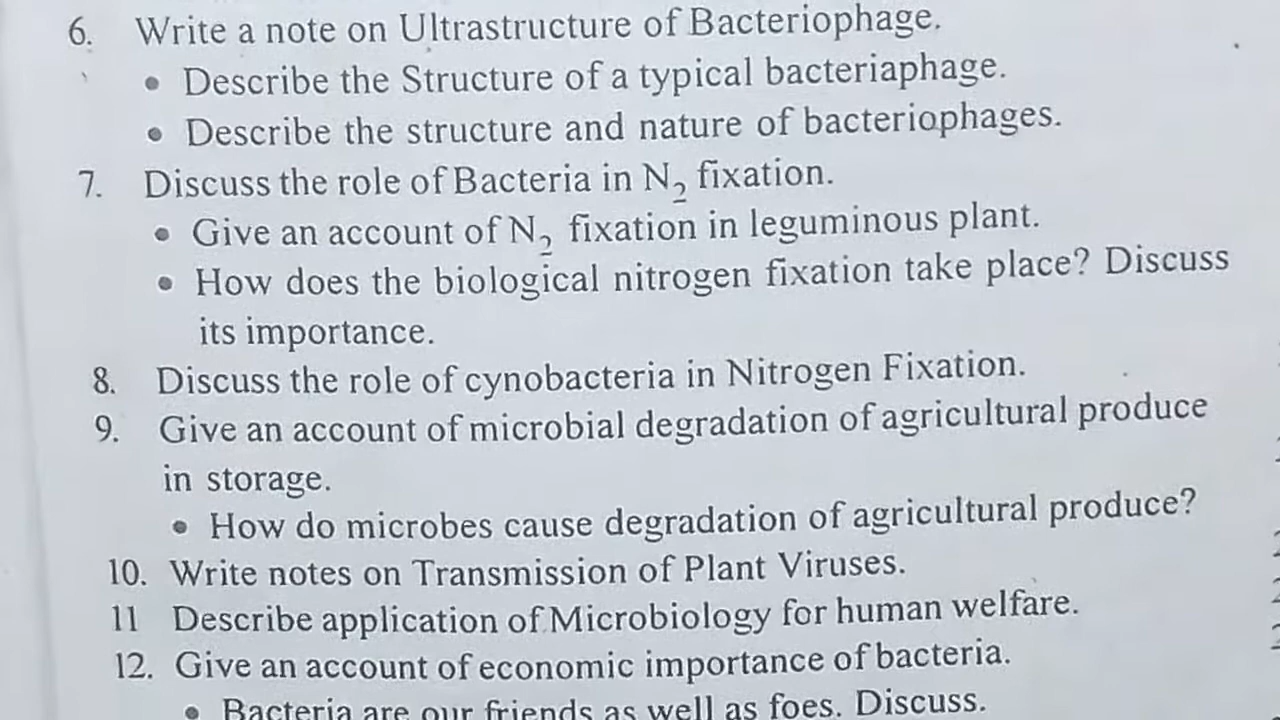 6. Write a note on Ultrastructure of Bacteriophage.
• Describe the Structure of a typical bacteriaphage.
• Describe the structure and nature of bacteriophages.
7. Discuss the role of Bacteria in N₂ fixation.
• Give an account of N₂ fixation in leguminous plant.
• How does the biological nitrogen fixation take place? Discuss
its importance.
8. Discuss the role of cynobacteria in Nitrogen Fixation.
9. Give an account of microbial degradation of agricultural produce
in storage.
• How do microbes cause degradation of agricultural produce?
10. Write notes on Transmission of Plant Viruses.
11 Describe application of Microbiology for human welfare.
12. Give an account of economic importance of bacteria.
• Bacteria are our friends as well as foes. Discuss.